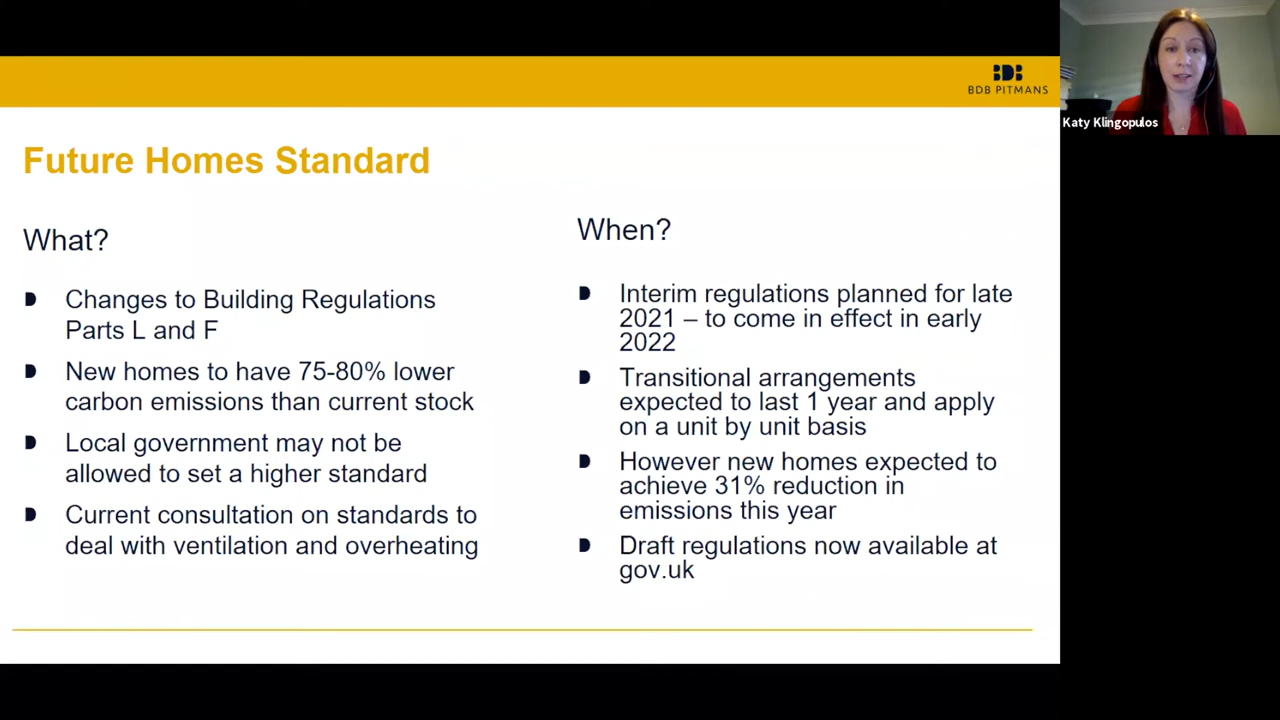 BDB
BDB PITMANS
Katy Klingopulos
Future Homes Standard
What?
Changes to Building Regulations
Parts L and F
New homes to have 75-80% lower
carbon emissions than current stock
Local government may not be
allowed to set a higher standard
Current consultation on standards to
deal with ventilation and overheating
When?
Interim regulations planned for late
2021 – to come in effect in early
2022
Transitional arrangements
expected to last 1 year and apply
on a unit by unit basis
However new homes expected to
achieve 31% reduction in
emissions this year
Draft regulations now available at
gov.uk